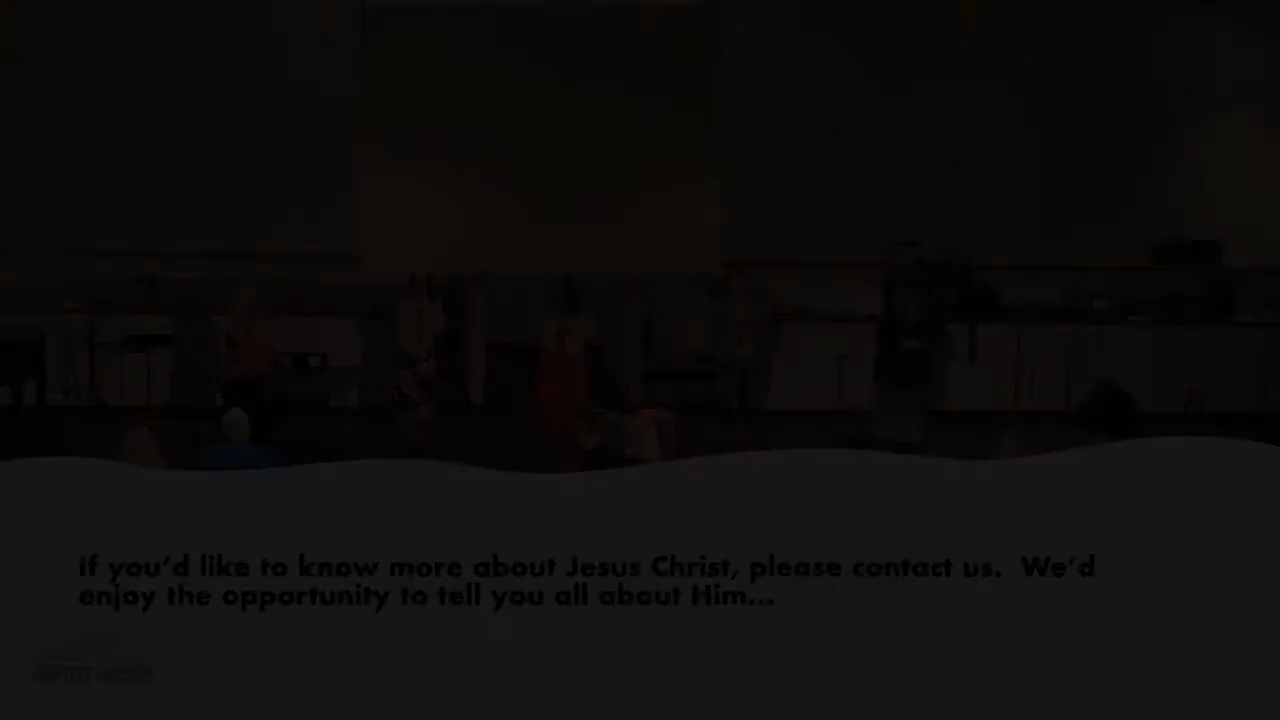 If you'd like to know more about Jesus Christ, please contact us. We'd
enjoy the opportunity to tell you all about Him...